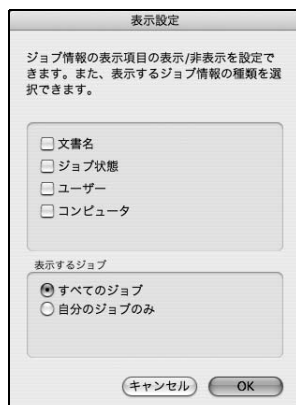 表示設定
ジョブ情報の表示項目の表示/非表示を設定で
きます。また、表示するジョブ情報の種類を選
択できます。
文書名
ジョブ状態
ユーザー
コンピュータ
表示するジョブ
すべてのジョブ
自分のジョブのみ
キャンセル OK